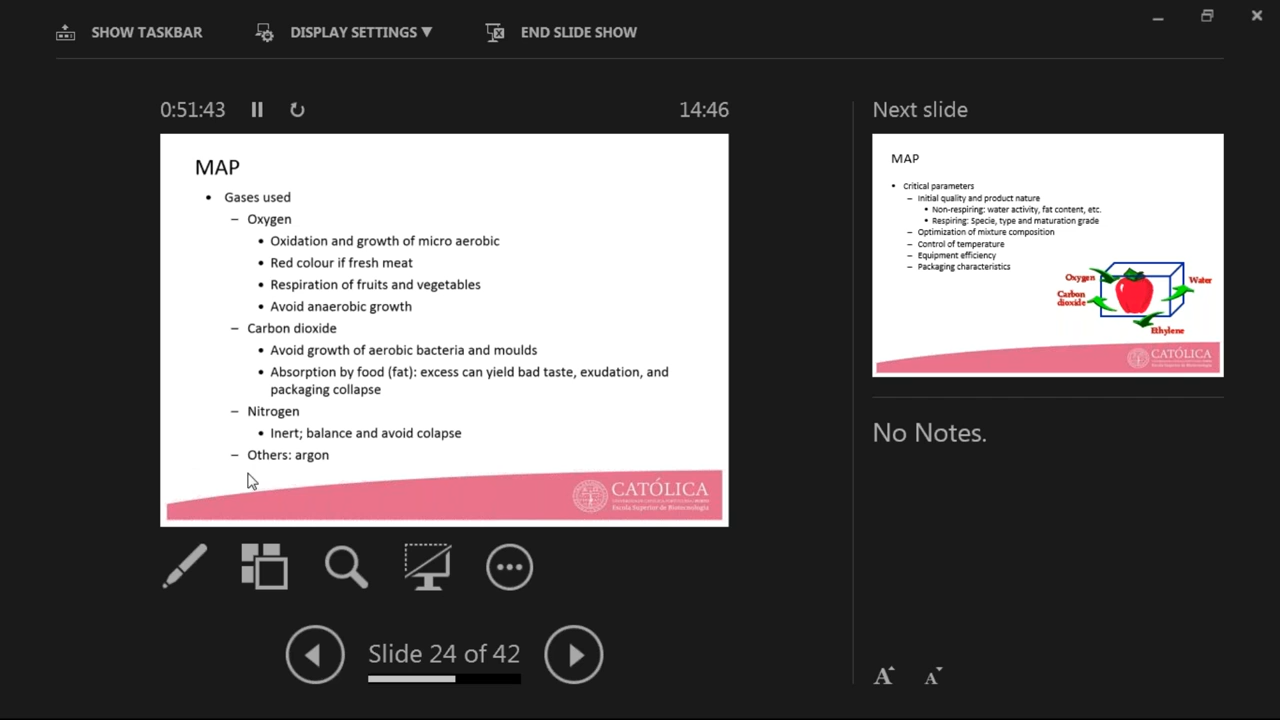 SHOW TASKBAR
DISPLAY SETTINGS ▼
END SLIDE SHOW
0:51:43
14:46
MAP
• Gases used
– Oxygen
• Oxidation and growth of micro aerobic
• Red colour if fresh meat
• Respiration of fruits and vegetables
• Avoid anaerobic growth
– Carbon dioxide
• Avoid growth of aerobic bacteria and moulds
• Absorption by food (fat): excess can yield bad taste, exudation, and
packaging collapse
– Nitrogen
• Inert; balance and avoid colapse
– Others: argon
CATÓLICA
Escola Superior de Biotecnologia
Slide 24 of 42
Next slide
MAP
• Critical parameters
– Initial quality and product nature
• Non-respiring: water activity, fat content, etc.
• Respiring: Specie, type and maturation grade
– Optimization of mixture composition
– Control of temperature
– Equipment efficiency
– Packaging characteristics
Oxygen
Water
Carbon
dioxide
Ethylene
CATÓLICA
No Notes.
A
A